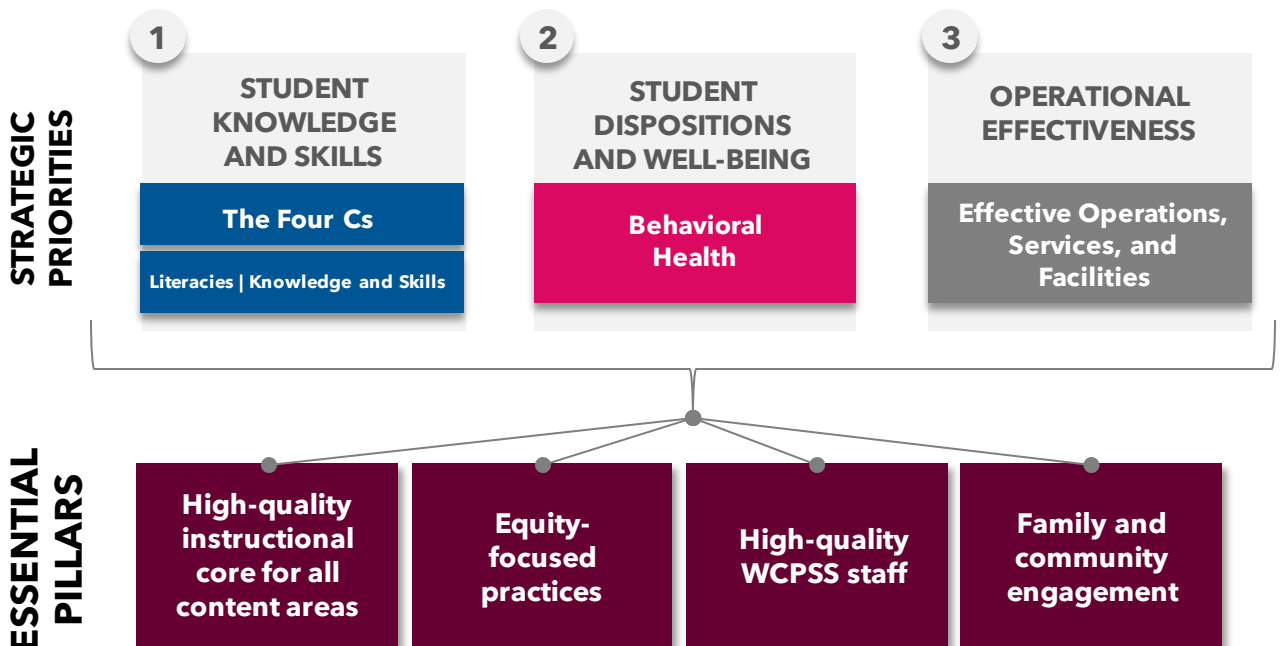 STRATEGIC
PRIORITIES
1
STUDENT
KNOWLEDGE
AND SKILLS
The Four Cs
Literacies | Knowledge and Skills
2
STUDENT
DISPOSITIONS
AND WELL-BEING
Behavioral
Health
3
OPERATIONAL
EFFECTIVENESS
Effective Operations,
Services, and
Facilities
ESSENTIAL
PILLARS
High-quality
instructional
core for all
content areas
Equity-
focused
practices
High-quality
WCPSS staff
Family and
community
engagement